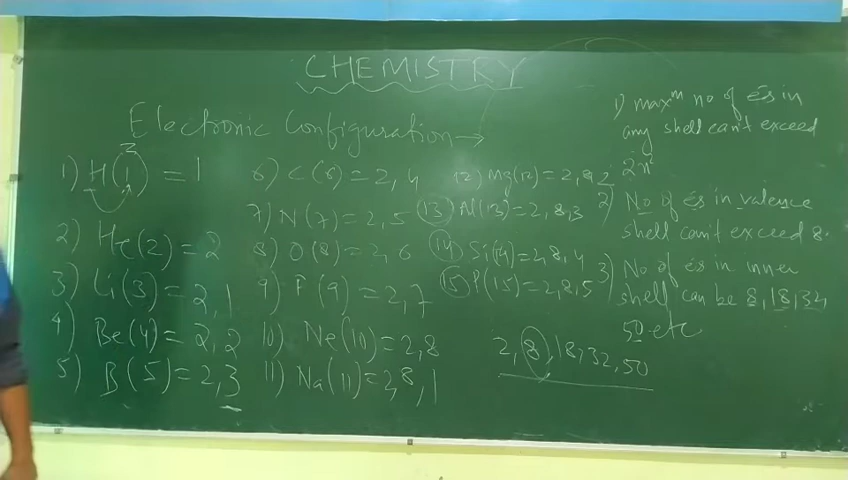 CHEMISTRY
Electronic Configuration →
Z
1) H(1) = 1
2) He(2) = 2
3) Li(3) = 2,1
4) Be(4) = 2,2
5) B(5) = 2,3
6) C(6) = 2,4
7) N(7) = 2,5
8) O(8) = 2,6
9) F(9) = 2,7
10) Ne(10) = 2,8
11) Na(11) = 2,8,1
12) Mg(12) = 2,8,2
13) Al(13) = 2,8,3
14) Si(14) = 2,8,4
15) P(15) = 2,8,5
2,8,18,32,50
1) maxᵐ no of és in
any shell can't exceed
2n²
2) No of és in valence
shell can't exceed 8.
3) No of és in inner
shell can be 8,18,32,
50 etc